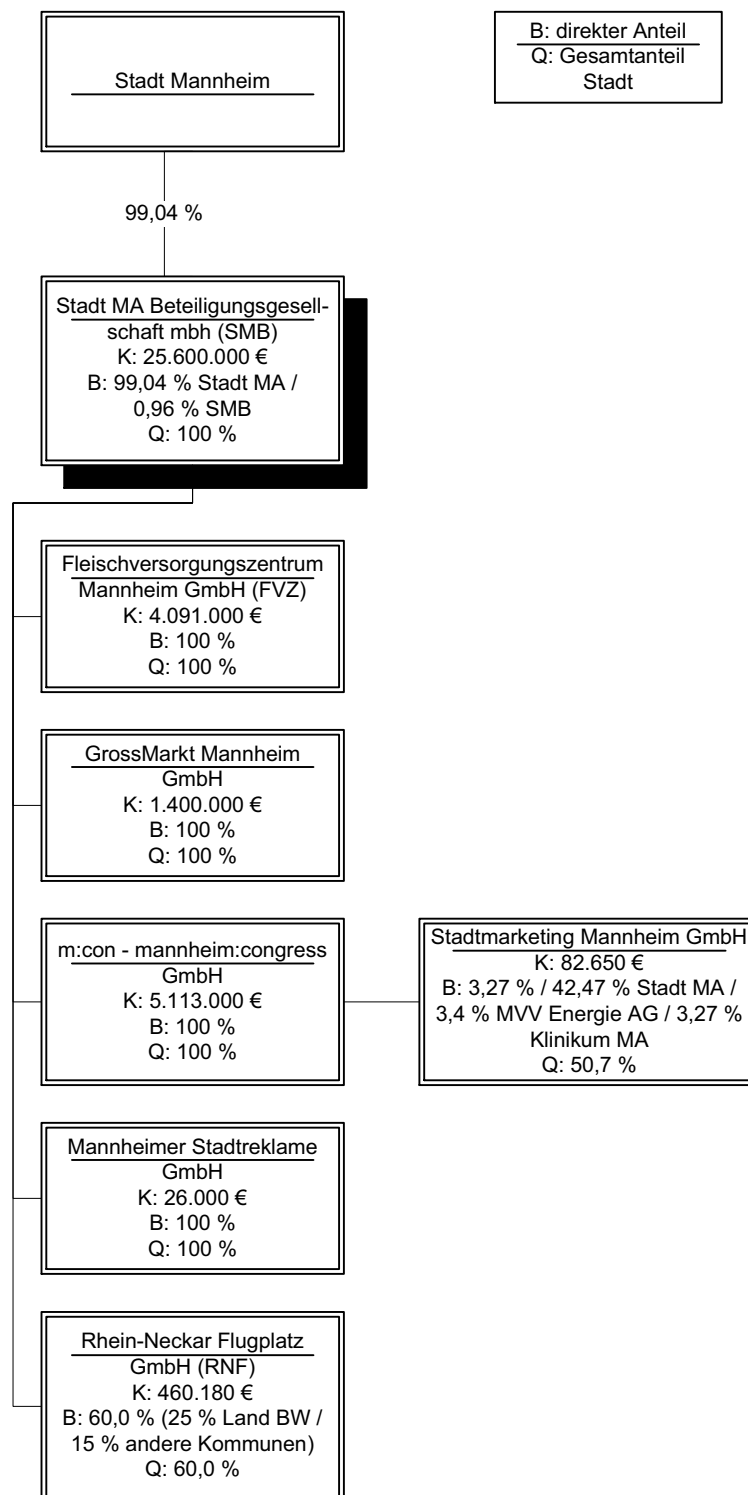 Stadt Mannheim
B: direkter Anteil
Q: Gesamtanteil
Stadt
99,04 %
Stadt MA Beteiligungsgesell-
schaft mbh (SMB)
K: 25.600.000 €
B: 99,04 % Stadt MA /
0,96 % SMB
Q: 100 %
Fleischversorgungszentrum
Mannheim GmbH (FVZ)
K: 4.091.000 €
B: 100 %
Q: 100 %
GrossMarkt Mannheim
GmbH
K: 1.400.000 €
B: 100 %
Q: 100 %
m:con - mannheim:congress
GmbH
K: 5.113.000 €
B: 100 %
Q: 100 %
Stadtmarketing Mannheim GmbH
K: 82.650 €
B: 3,27 % / 42,47 % Stadt MA /
3,4 % MVV Energie AG / 3,27 %
Klinikum MA
Q: 50,7 %
Mannheimer Stadtreklame
GmbH
K: 26.000 €
B: 100 %
Q: 100 %
Rhein-Neckar Flugplatz
GmbH (RNF)
K: 460.180 €
B: 60,0 % (25 % Land BW /
15 % andere Kommunen)
Q: 60,0 %